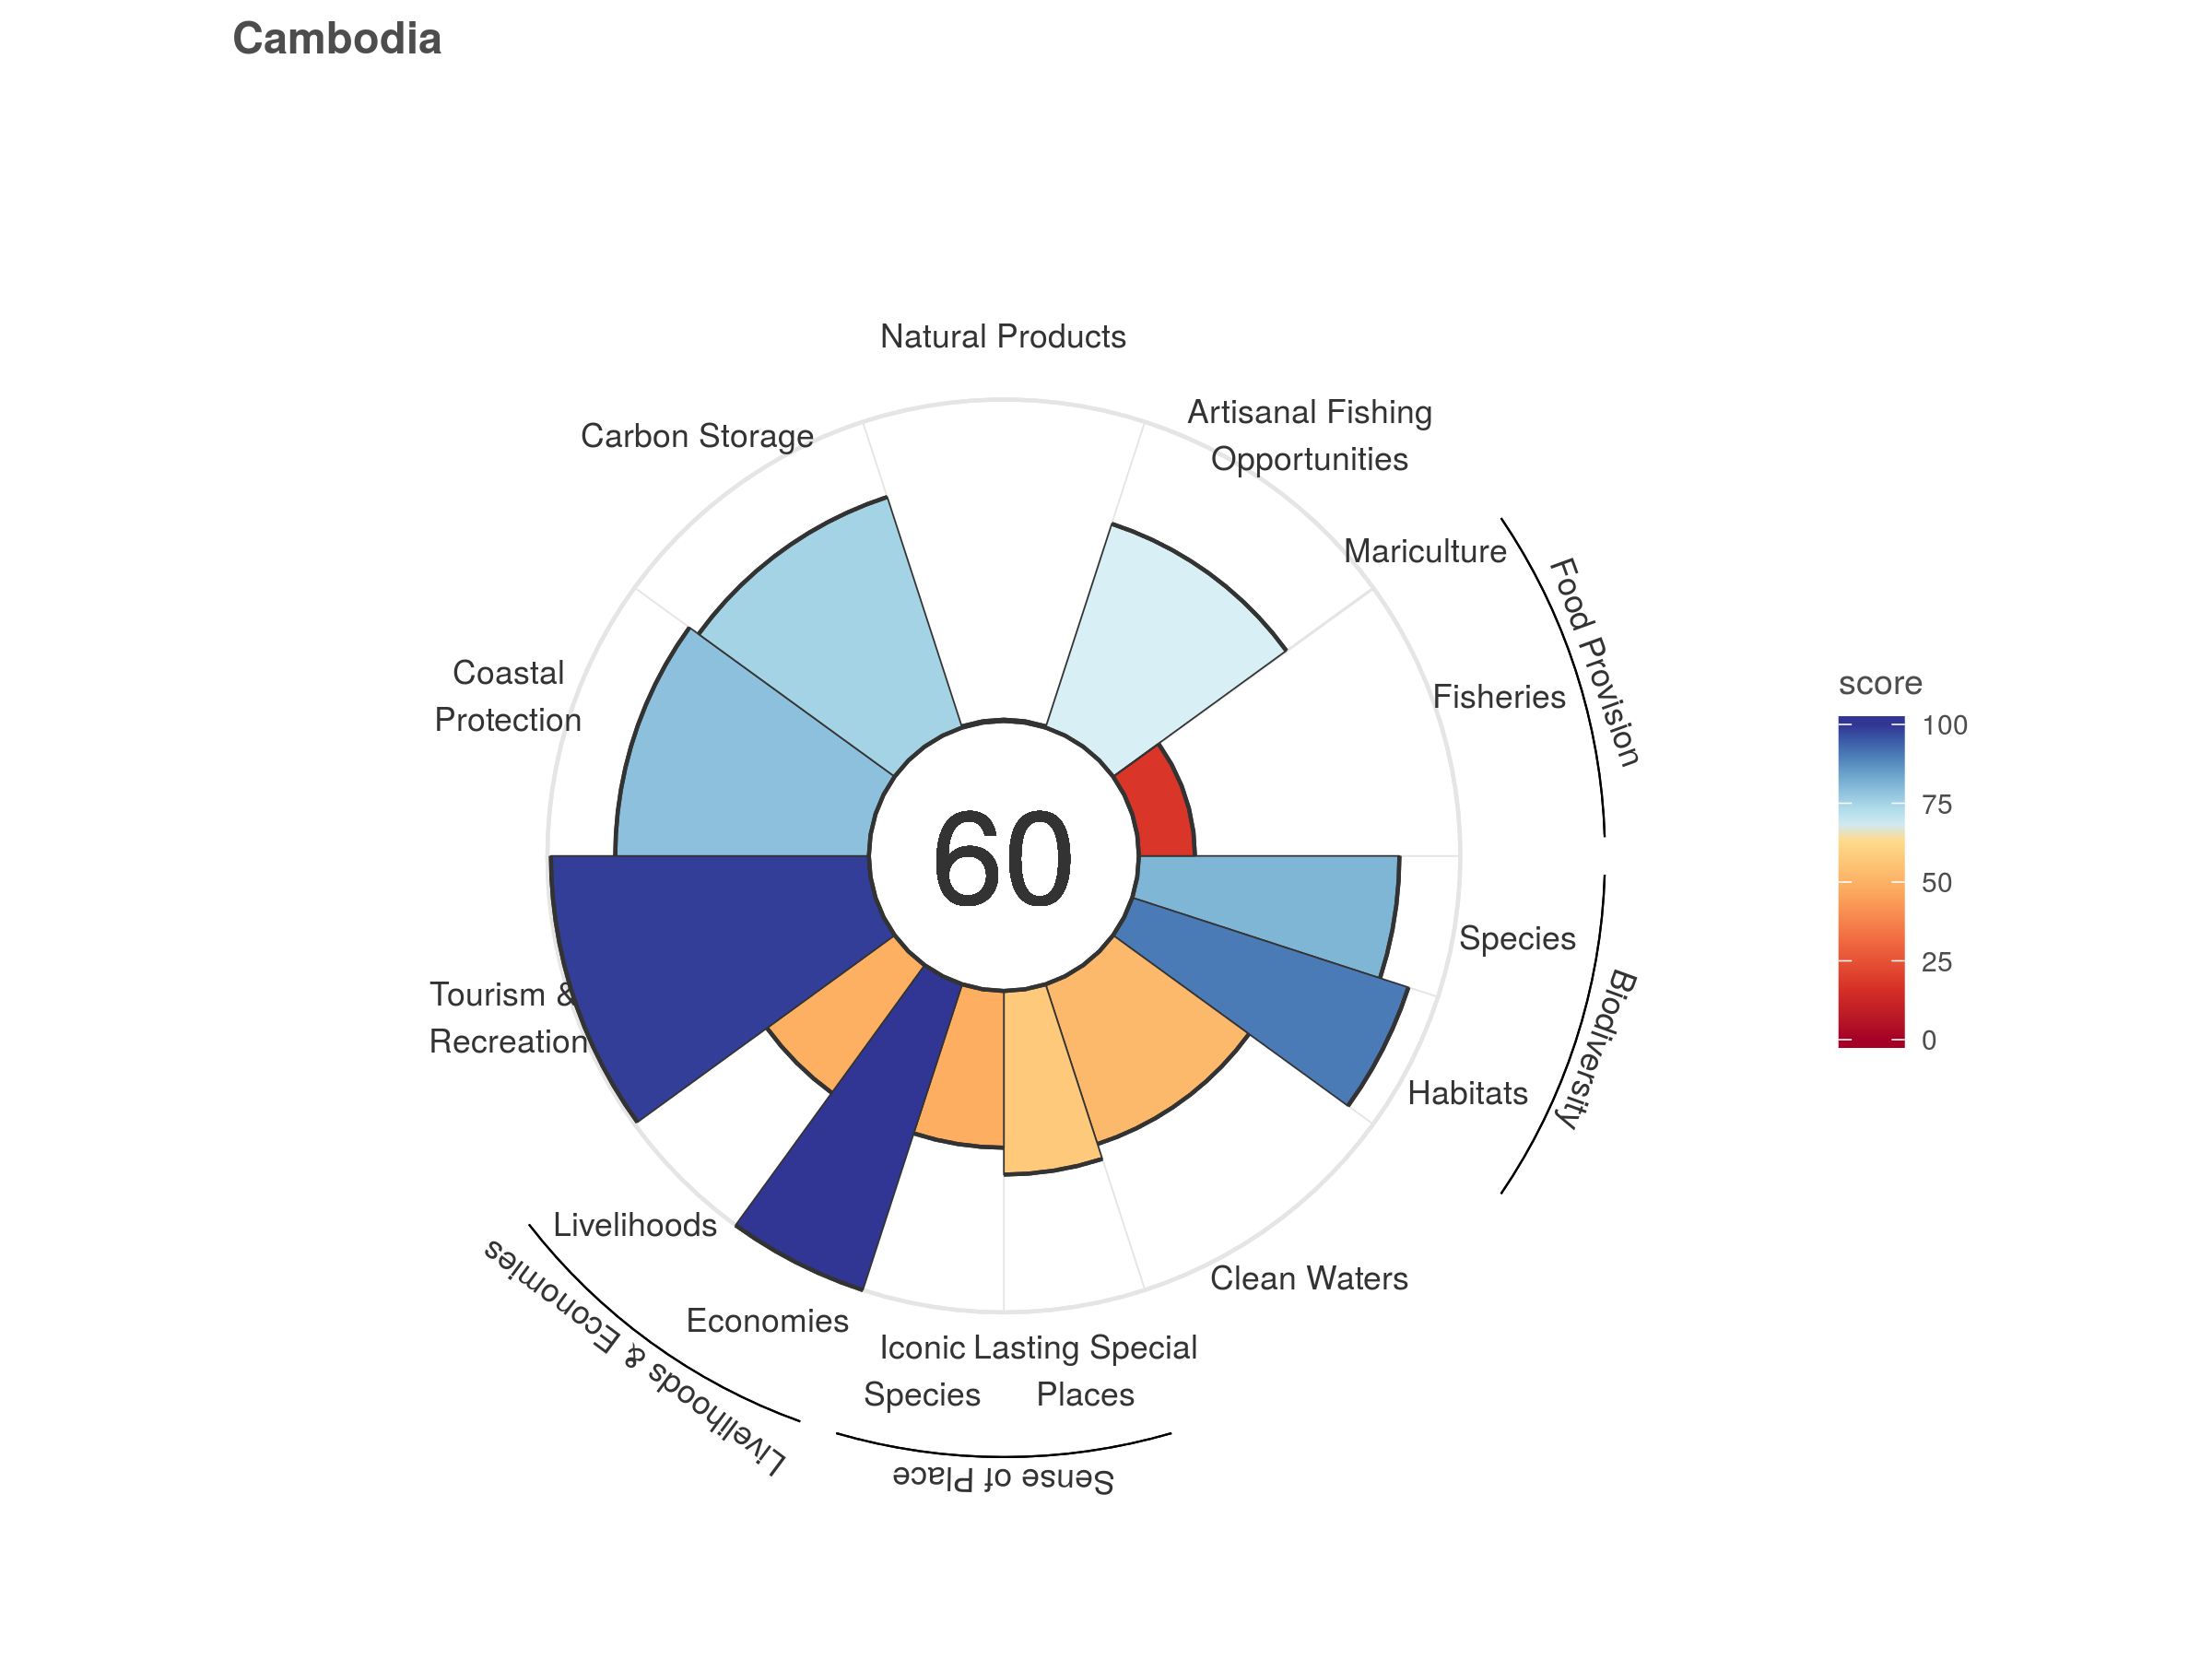 Cambodia
Natural Products
Artisanal Fishing
Opportunities
Carbon Storage
Mariculture
Food Provision
Fisheries
Coastal
Protection
score
100
75
50
25
0
60
Species
Biodiversity
Tourism &
Recreation
Habitats
Livelihoods
Clean Waters
Economies
Livelihoods & Economies
Iconic
Species
Lasting Special
Places
Sense of Place